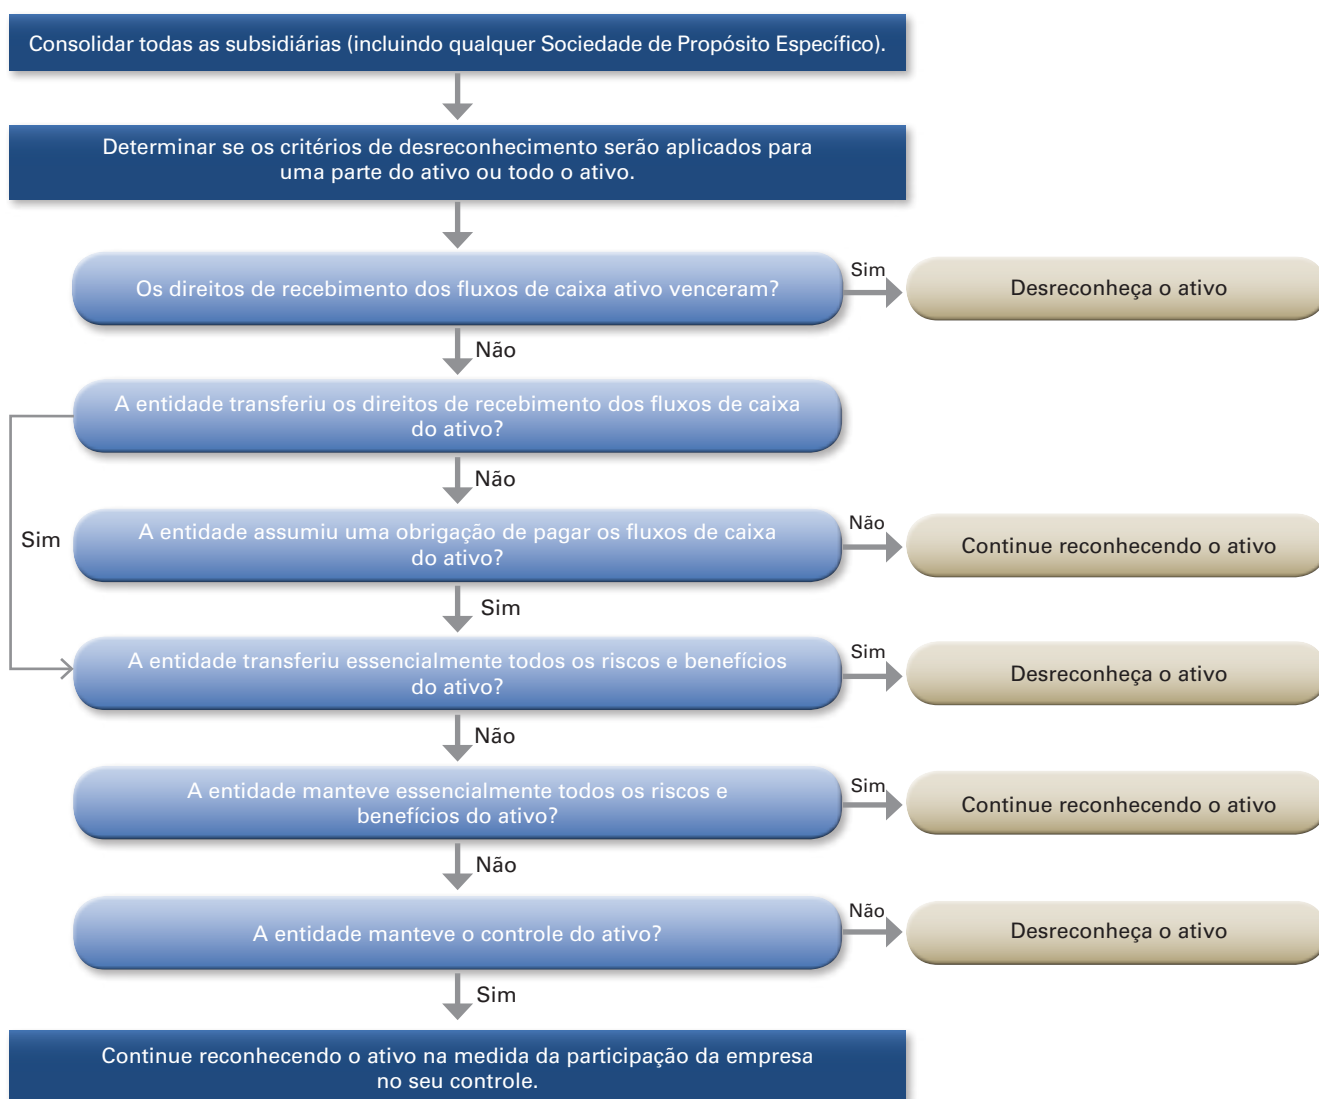 Consolidar todas as subsidiárias (incluindo qualquer Sociedade de Propósito Específico).
Determinar se os critérios de desreconhecimento serão aplicados para
uma parte do ativo ou todo o ativo.
Os direitos de recebimento dos fluxos de caixa ativo venceram?
Sim
Desreconheça o ativo
Não
A entidade transferiu os direitos de recebimento dos fluxos de caixa
do ativo?
Não
Sim
A entidade assumiu uma obrigação de pagar os fluxos de caixa
do ativo?
Não
Continue reconhecendo o ativo
Sim
A entidade transferiu essencialmente todos os riscos e benefícios
do ativo?
Sim
Desreconheça o ativo
Não
A entidade manteve essencialmente todos os riscos e
benefícios do ativo?
Sim
Continue reconhecendo o ativo
Não
A entidade manteve o controle do ativo?
Não
Desreconheça o ativo
Sim
Continue reconhecendo o ativo na medida da participação da empresa
no seu controle.